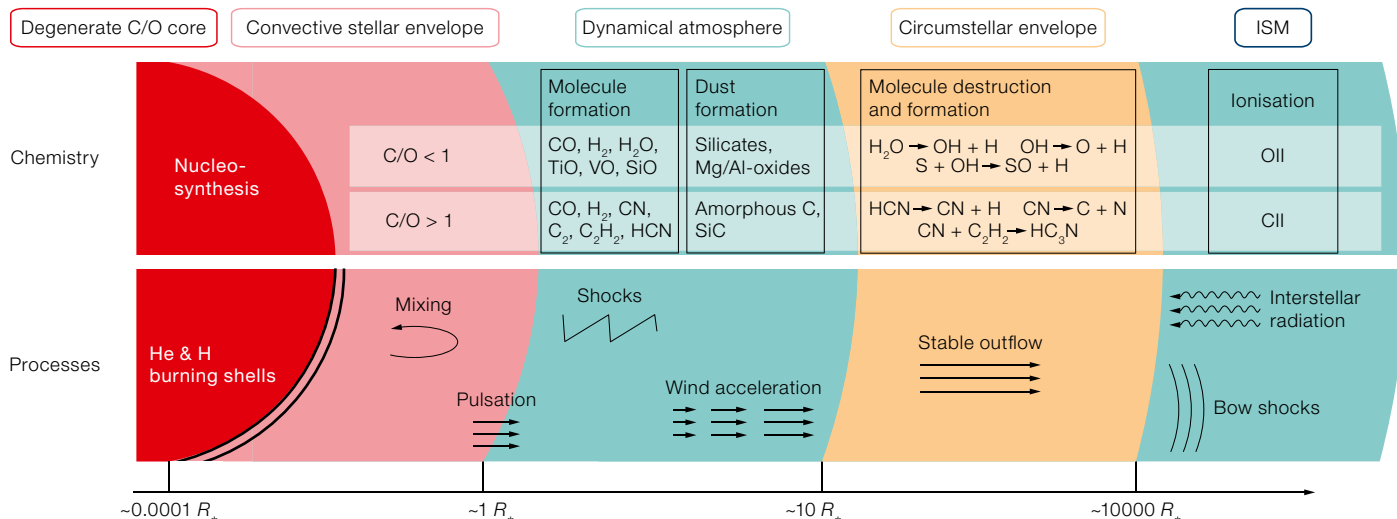 Degenerate C/O core
Convective stellar envelope
Dynamical atmosphere
Circumstellar envelope
ISM
Chemistry
Nucleo-
synthesis
C/O < 1
C/O > 1
Molecule
formation
CO, H₂, H₂O,
TiO, VO, SiO
CO, H₂, CN,
C₂, C₂H₂, HCN
Dust
formation
Silicates,
Mg/Al-oxides
Amorphous C,
SiC
Molecule destruction
and formation
H₂O → OH + H OH → O + H
S + OH → SO + H
HCN → CN + H CN → C + N
CN + C₂H₂ → HC₃N
Ionisation
OII
CII
Processes
He & H
burning shells
Mixing
Pulsation
Shocks
Wind acceleration
Stable outflow
Interstellar
radiation
Bow shocks
~0.0001 R⁎
~1 R⁎
~10 R⁎
~10000 R⁎